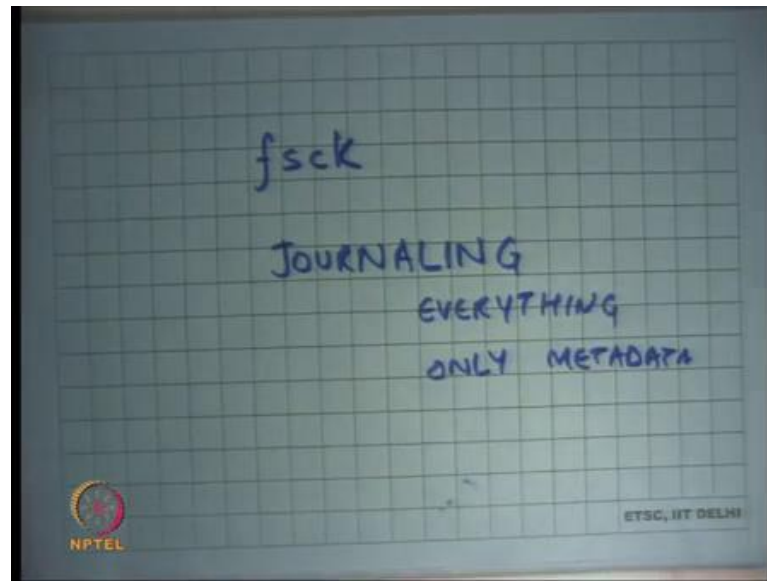 fsck
JOURNALING
EVERYTHING
ONLY METADATA
NPTEL
ETSC, IIT DELHI